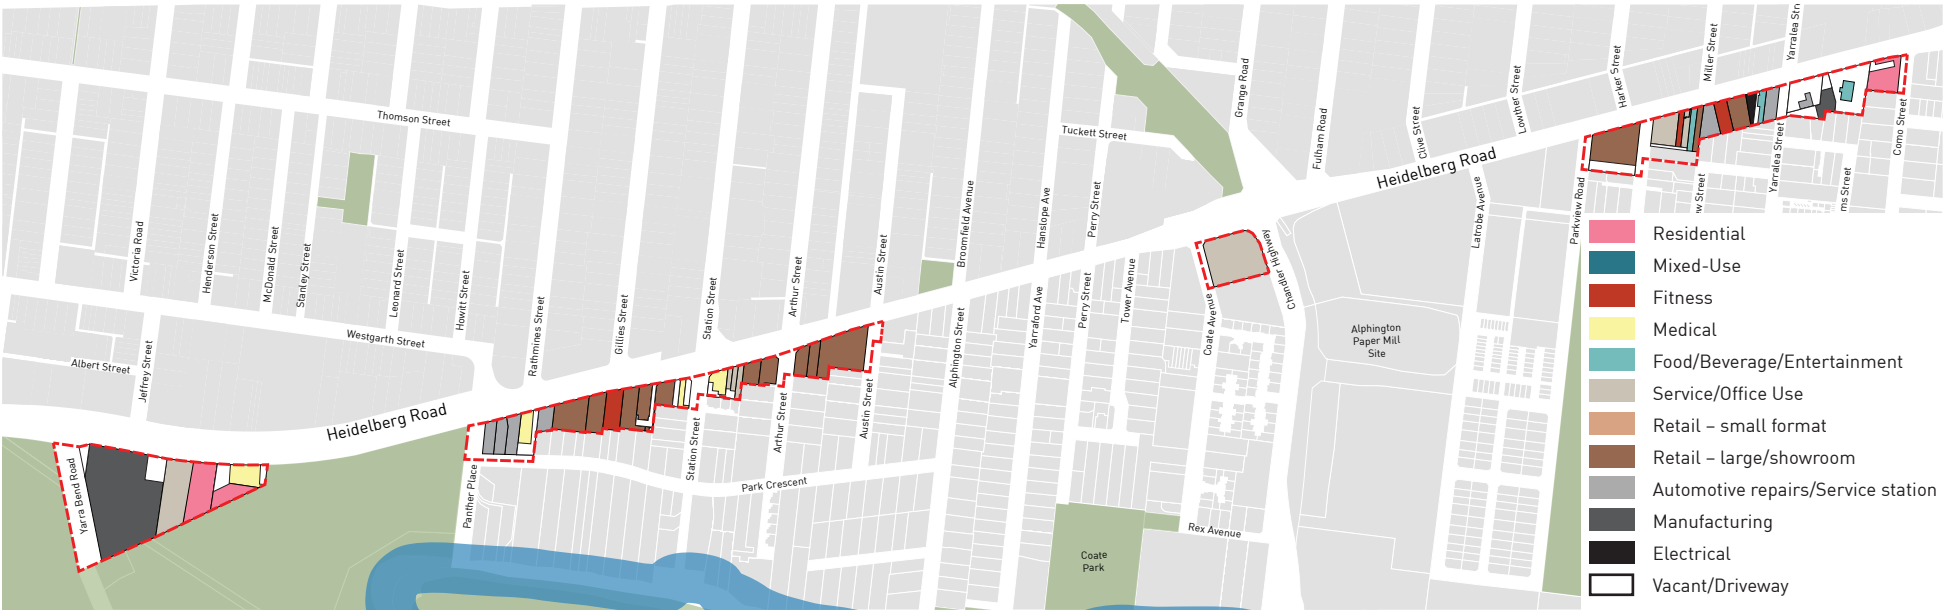 Thomson Street
Victoria Road
Henderson Street
McDonald Street
Stanley Street
Leonard Street
Howitt Street
Rathmines Street
Gillies Street
Station Street
Arthur Street
Austin Street
Broomfield Avenue
Hanslope Ave
Perry Street
Tuckett Street
Grange Road
Fulham Road
Clive Street
Lowther Street
Harker Street
Miller Street
Yarralea Str
Heidelberg Road
Westgarth Street
Albert Street
Jeffrey Street
Heidelberg Road
Yarra Bend Road
Panther Place
Station Street
Arthur Street
Austin Street
Park Crescent
Alphington Street
Yarraford Ave
Perry Street
Tower Avenue
Coate Avenue
Chandler Highway
Alphington
Paper Mill
Site
Latrobe Avenue
Parkview Road
w Street
Yarralea Street
ms Street
Como Street
Coate
Park
Rex Avenue
Residential
Mixed-Use
Fitness
Medical
Food/Beverage/Entertainment
Service/Office Use
Retail – small format
Retail – large/showroom
Automotive repairs/Service station
Manufacturing
Electrical
Vacant/Driveway